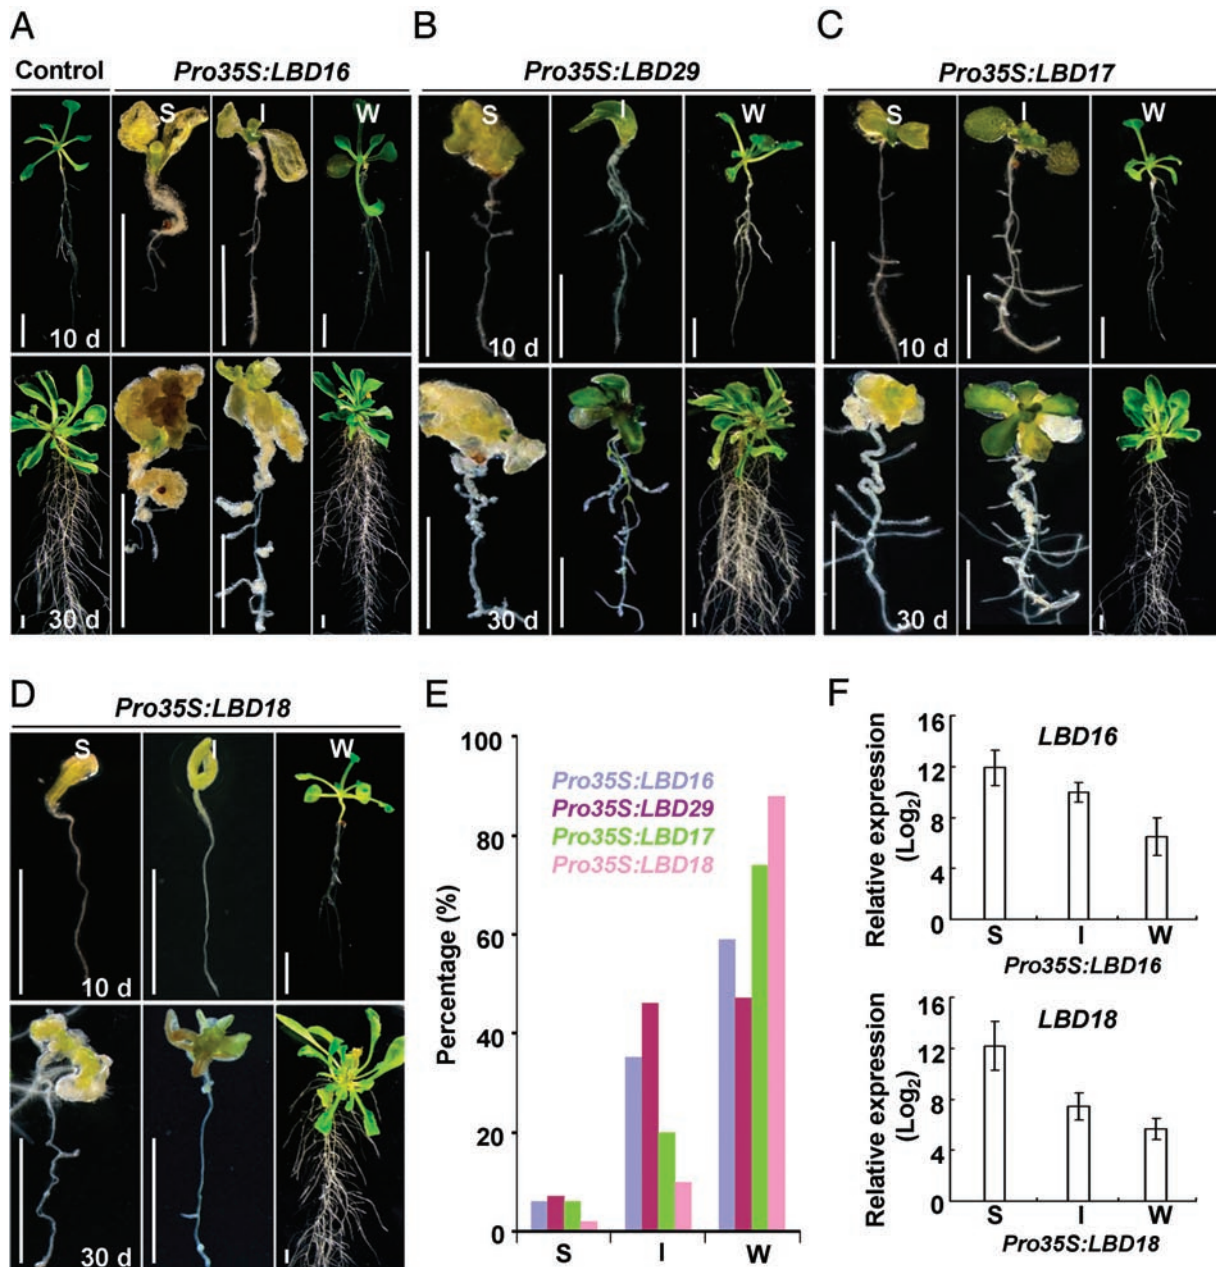 A
B
C
Control
Pro35S:LBD16
Pro35S:LBD29
Pro35S:LBD17
S
I
W
S
I
W
S
I
W
10 d
10 d
10 d
30 d
30 d
30 d
D
E
F
Pro35S:LBD18
S
I
W
10 d
30 d
100
80
60
40
20
0
Percentage (%)
Pro35S:LBD16
Pro35S:LBD29
Pro35S:LBD17
Pro35S:LBD18
S
I
W
Relative expression
(Log2)
16
12
8
4
0
LBD16
S
I
W
Pro35S:LBD16
Relative expression
(Log2)
16
12
8
4
0
LBD18
S
I
W
Pro35S:LBD18